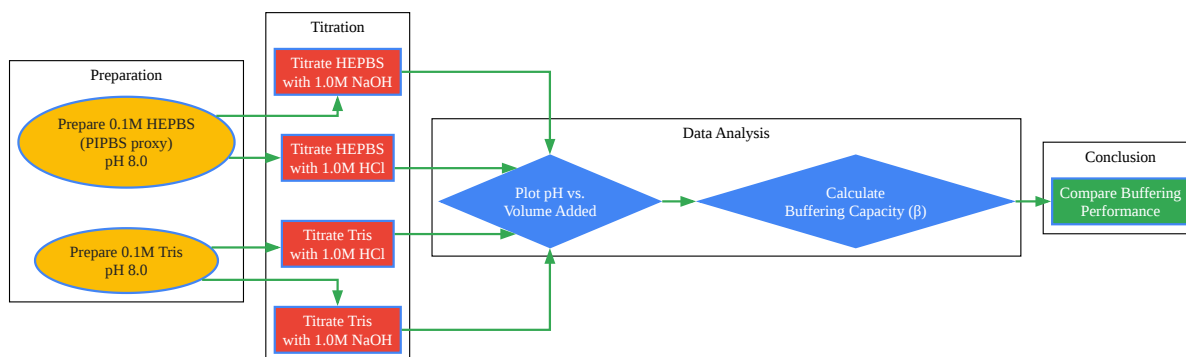 Preparation
Prepare 0.1M HEPBS
(PIPBS proxy)
pH 8.0
Prepare 0.1M Tris
pH 8.0
Titration
Titrate HEPBS
with 1.0M NaOH
Titrate HEPBS
with 1.0M HCl
Titrate Tris
with 1.0M HCl
Titrate Tris
with 1.0M NaOH
Data Analysis
Plot pH vs.
Volume Added
Calculate
Buffering Capacity (β)
Conclusion
Compare Buffering
Performance